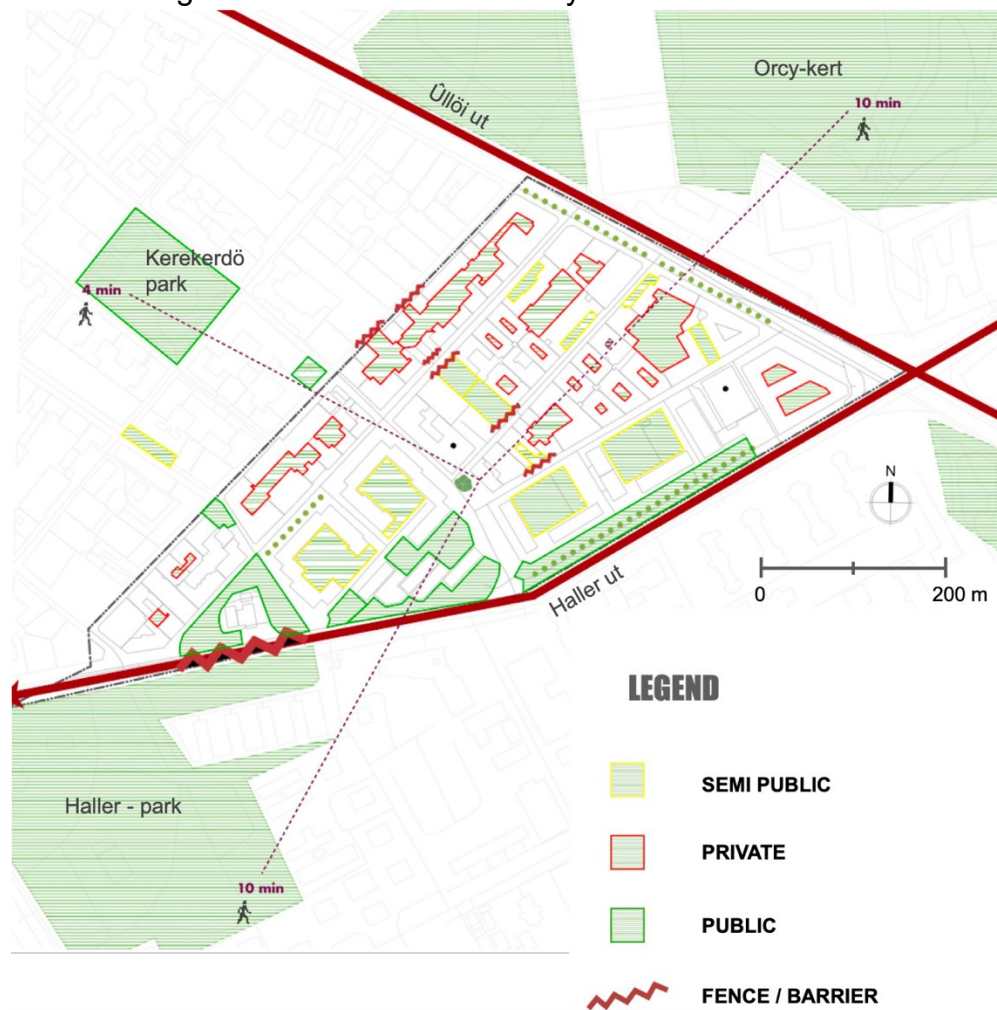 Orcy-kert
10 min
Ûllöi ut
Kerekerdö
park
4 min
N
0
200 m
Haller ut
LEGEND
SEMI PUBLIC
Haller - park
PRIVATE
10 min
PUBLIC
FENCE / BARRIER